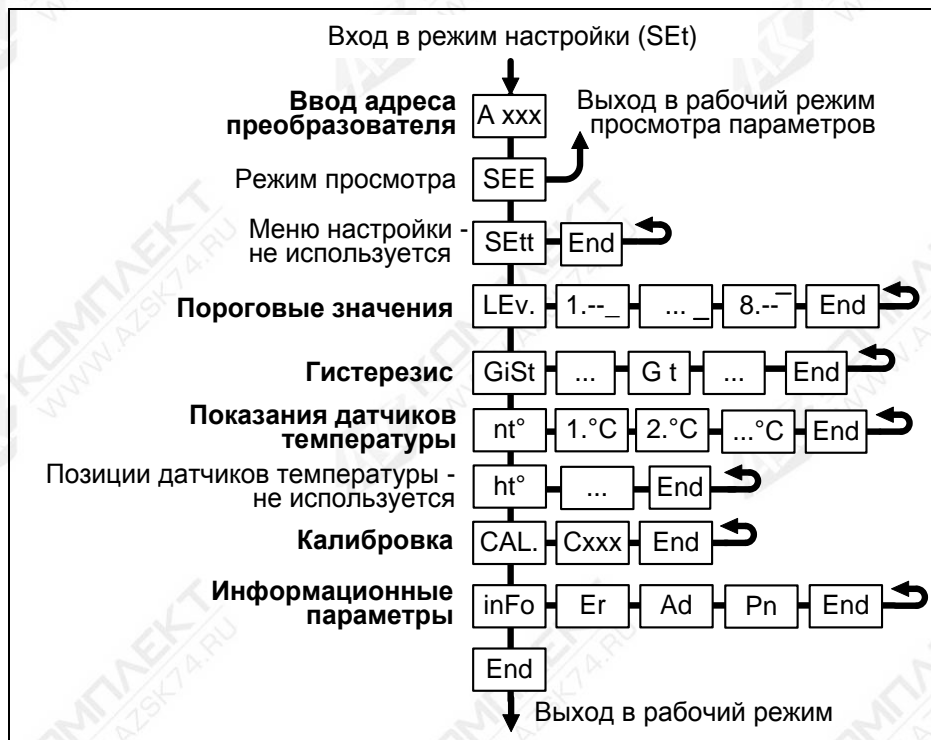 Вход в режим настройки (SEt)
Ввод адреса
преобразователя
A xxx
Выход в рабочий режим
просмотра параметров
Режим просмотра
SEE
Меню настройки -
не используется
SEtt End
Пороговые значения
LEv. 1.--_ ... _ 8.--¯ End
Гистерезис
GiSt ... G t ... End
Показания датчиков
температуры
nt° 1.°C 2.°C ...°C End
Позиции датчиков температуры -
не используется
ht° ... End
Калибровка
CAL. Cxxx End
Информационные
параметры
inFo Er Ad Pn End
End
Выход в рабочий режим